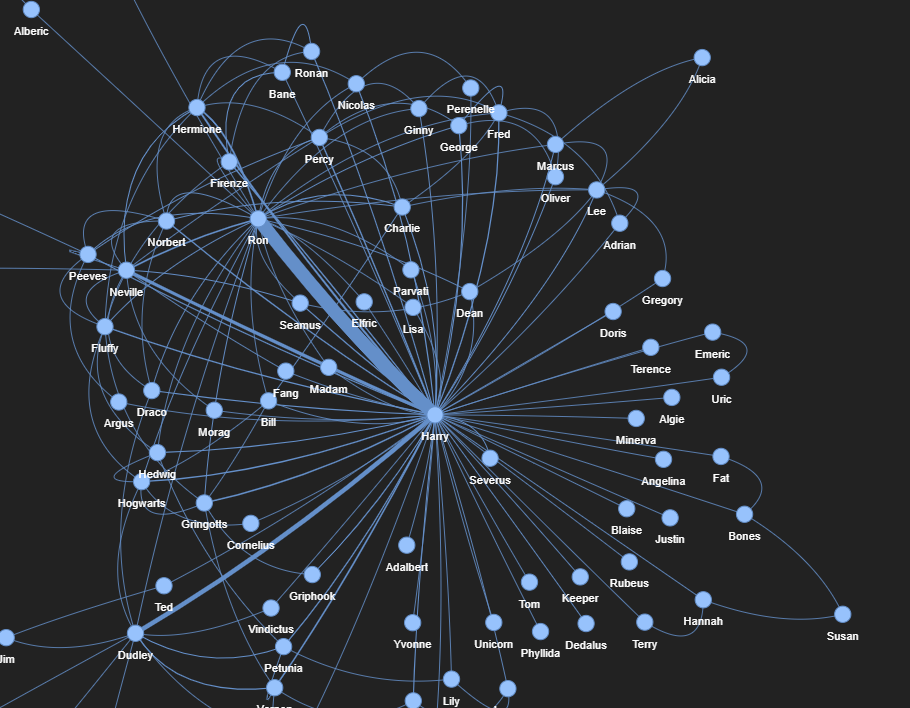 Alberic
Alicia
Ronan
Bane
Nicolas
Perenelle
Hermione
Ginny
Fred
George
Percy
Marcus
Firenze
Oliver
Lee
Charlie
Norbert
Ron
Adrian
Peeves
Neville
Parvati
Gregory
Seamus
Elfric
Lisa
Dean
Doris
Fluffy
Terence
Emeric
Fang
Madam
Uric
Argus
Draco
Bill
Algie
Morag
Harry
Minerva
Hedwig
Severus
Angelina
Fat
Hogwarts
Gringotts
Cornelius
Blaise
Justin
Bones
Adalbert
Rubeus
Griphook
Keeper
Ted
Tom
Hannah
Vindictus
Susan
Yvonne
Unicorn
Phyllida
Dedalus
Terry
Jim
Dudley
Petunia
Lily
Vernon